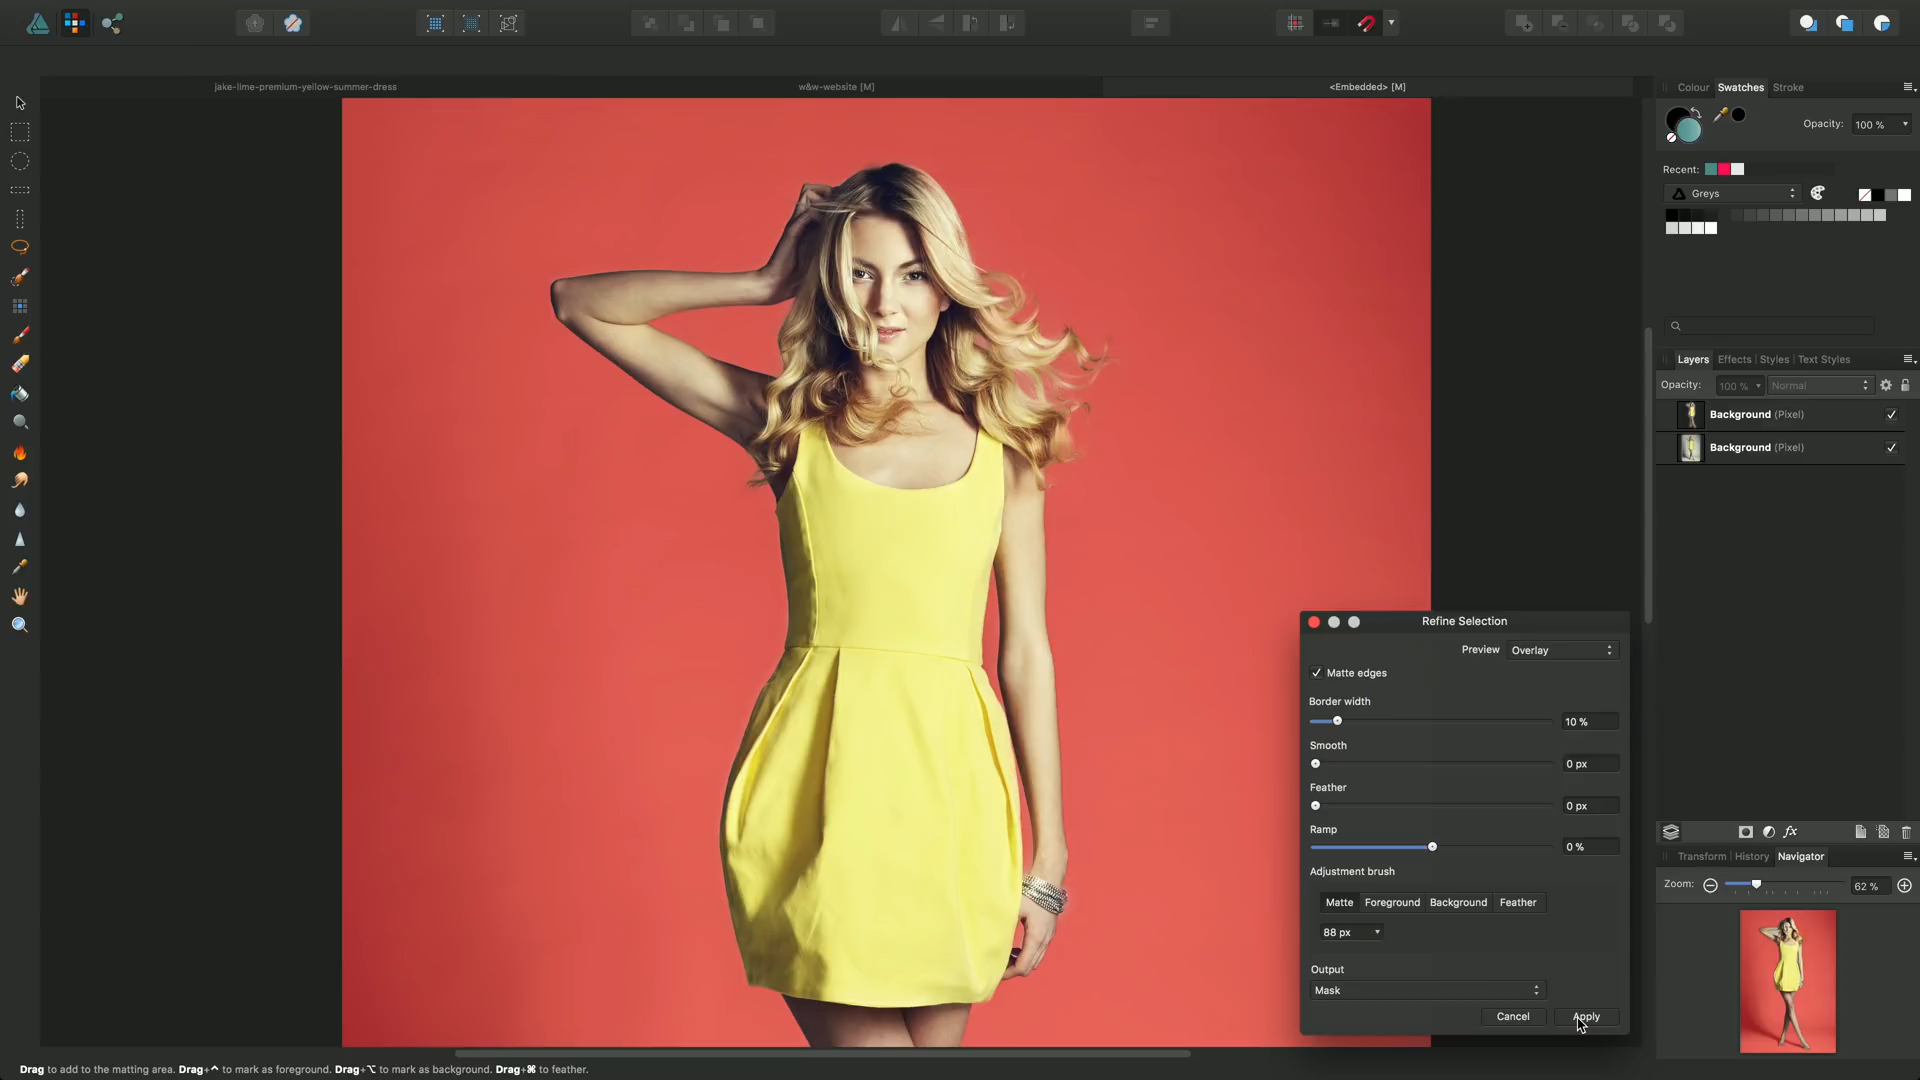 jake-lime-premium-yellow-summer-dress
w&w-website [M]
<Embedded> [M]
Colour Swatches Stroke
Opacity: 100 %
Recent:
Greys
Layers Effects Styles Text Styles
Opacity: 100 % Normal
Background (Pixel)
Background (Pixel)
fx
Transform History Navigator
Zoom: 62 %
Refine Selection
Preview Overlay
Matte edges
Border width
10 %
Smooth
0 px
Feather
0 px
Ramp
0 %
Adjustment brush
Matte Foreground Background Feather
88 px
Output
Mask
Cancel Apply
Drag to add to the matting area. Drag+⌃ to mark as foreground. Drag+⌥ to mark as background. Drag+⌘ to feather.